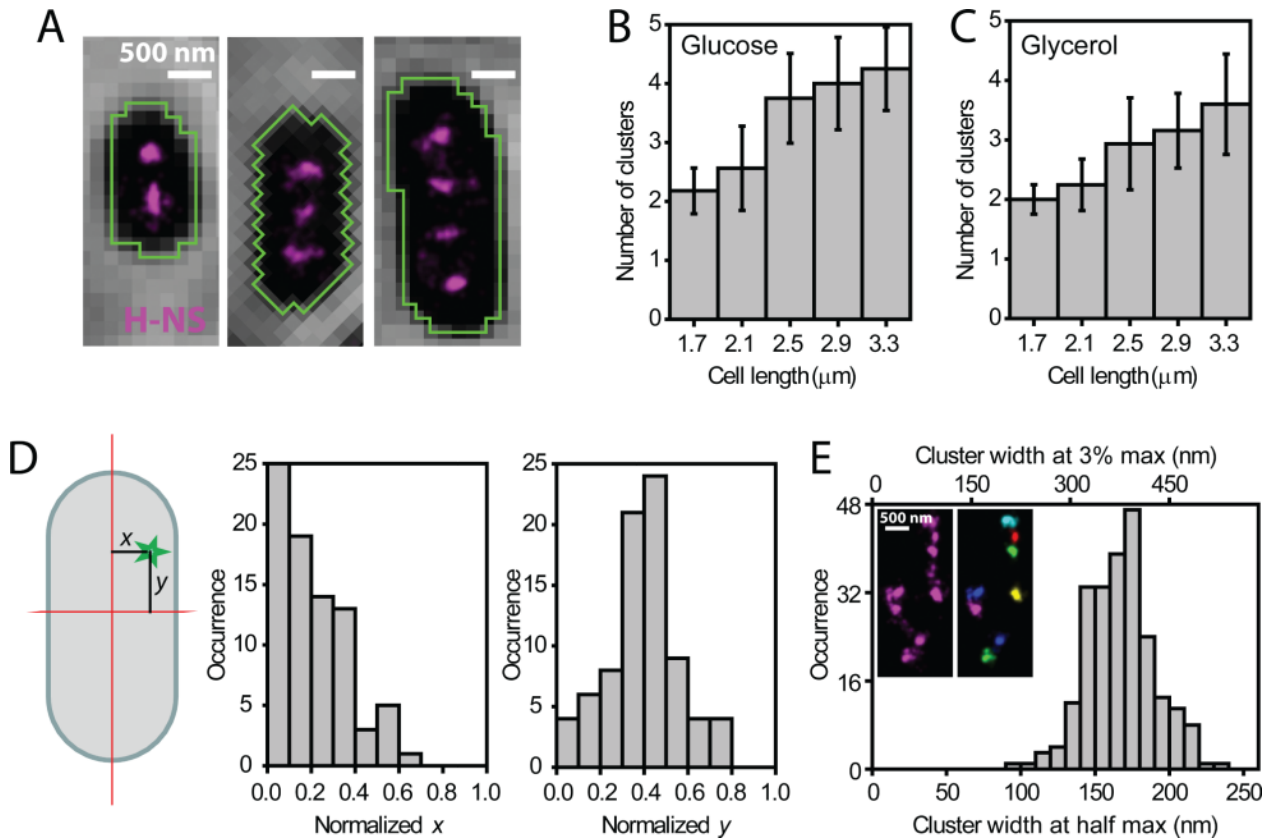 A
500 nm
H-NS
B
Glucose
Number of clusters
5
4
3
2
1
0
1.7 2.1 2.5 2.9 3.3
Cell length (μm)
C
Glycerol
Number of clusters
5
4
3
2
1
0
1.7 2.1 2.5 2.9 3.3
Cell length (μm)
D
x
y
Occurrence
25
20
15
10
5
0
0.0 0.2 0.4 0.6 0.8 1.0
Normalized x
Occurrence
25
20
15
10
5
0
0.0 0.2 0.4 0.6 0.8 1.0
Normalized y
E
Cluster width at 3% max (nm)
0 150 300 450
Occurrence
48
32
16
0
500 nm
0 50 100 150 200 250
Cluster width at half max (nm)